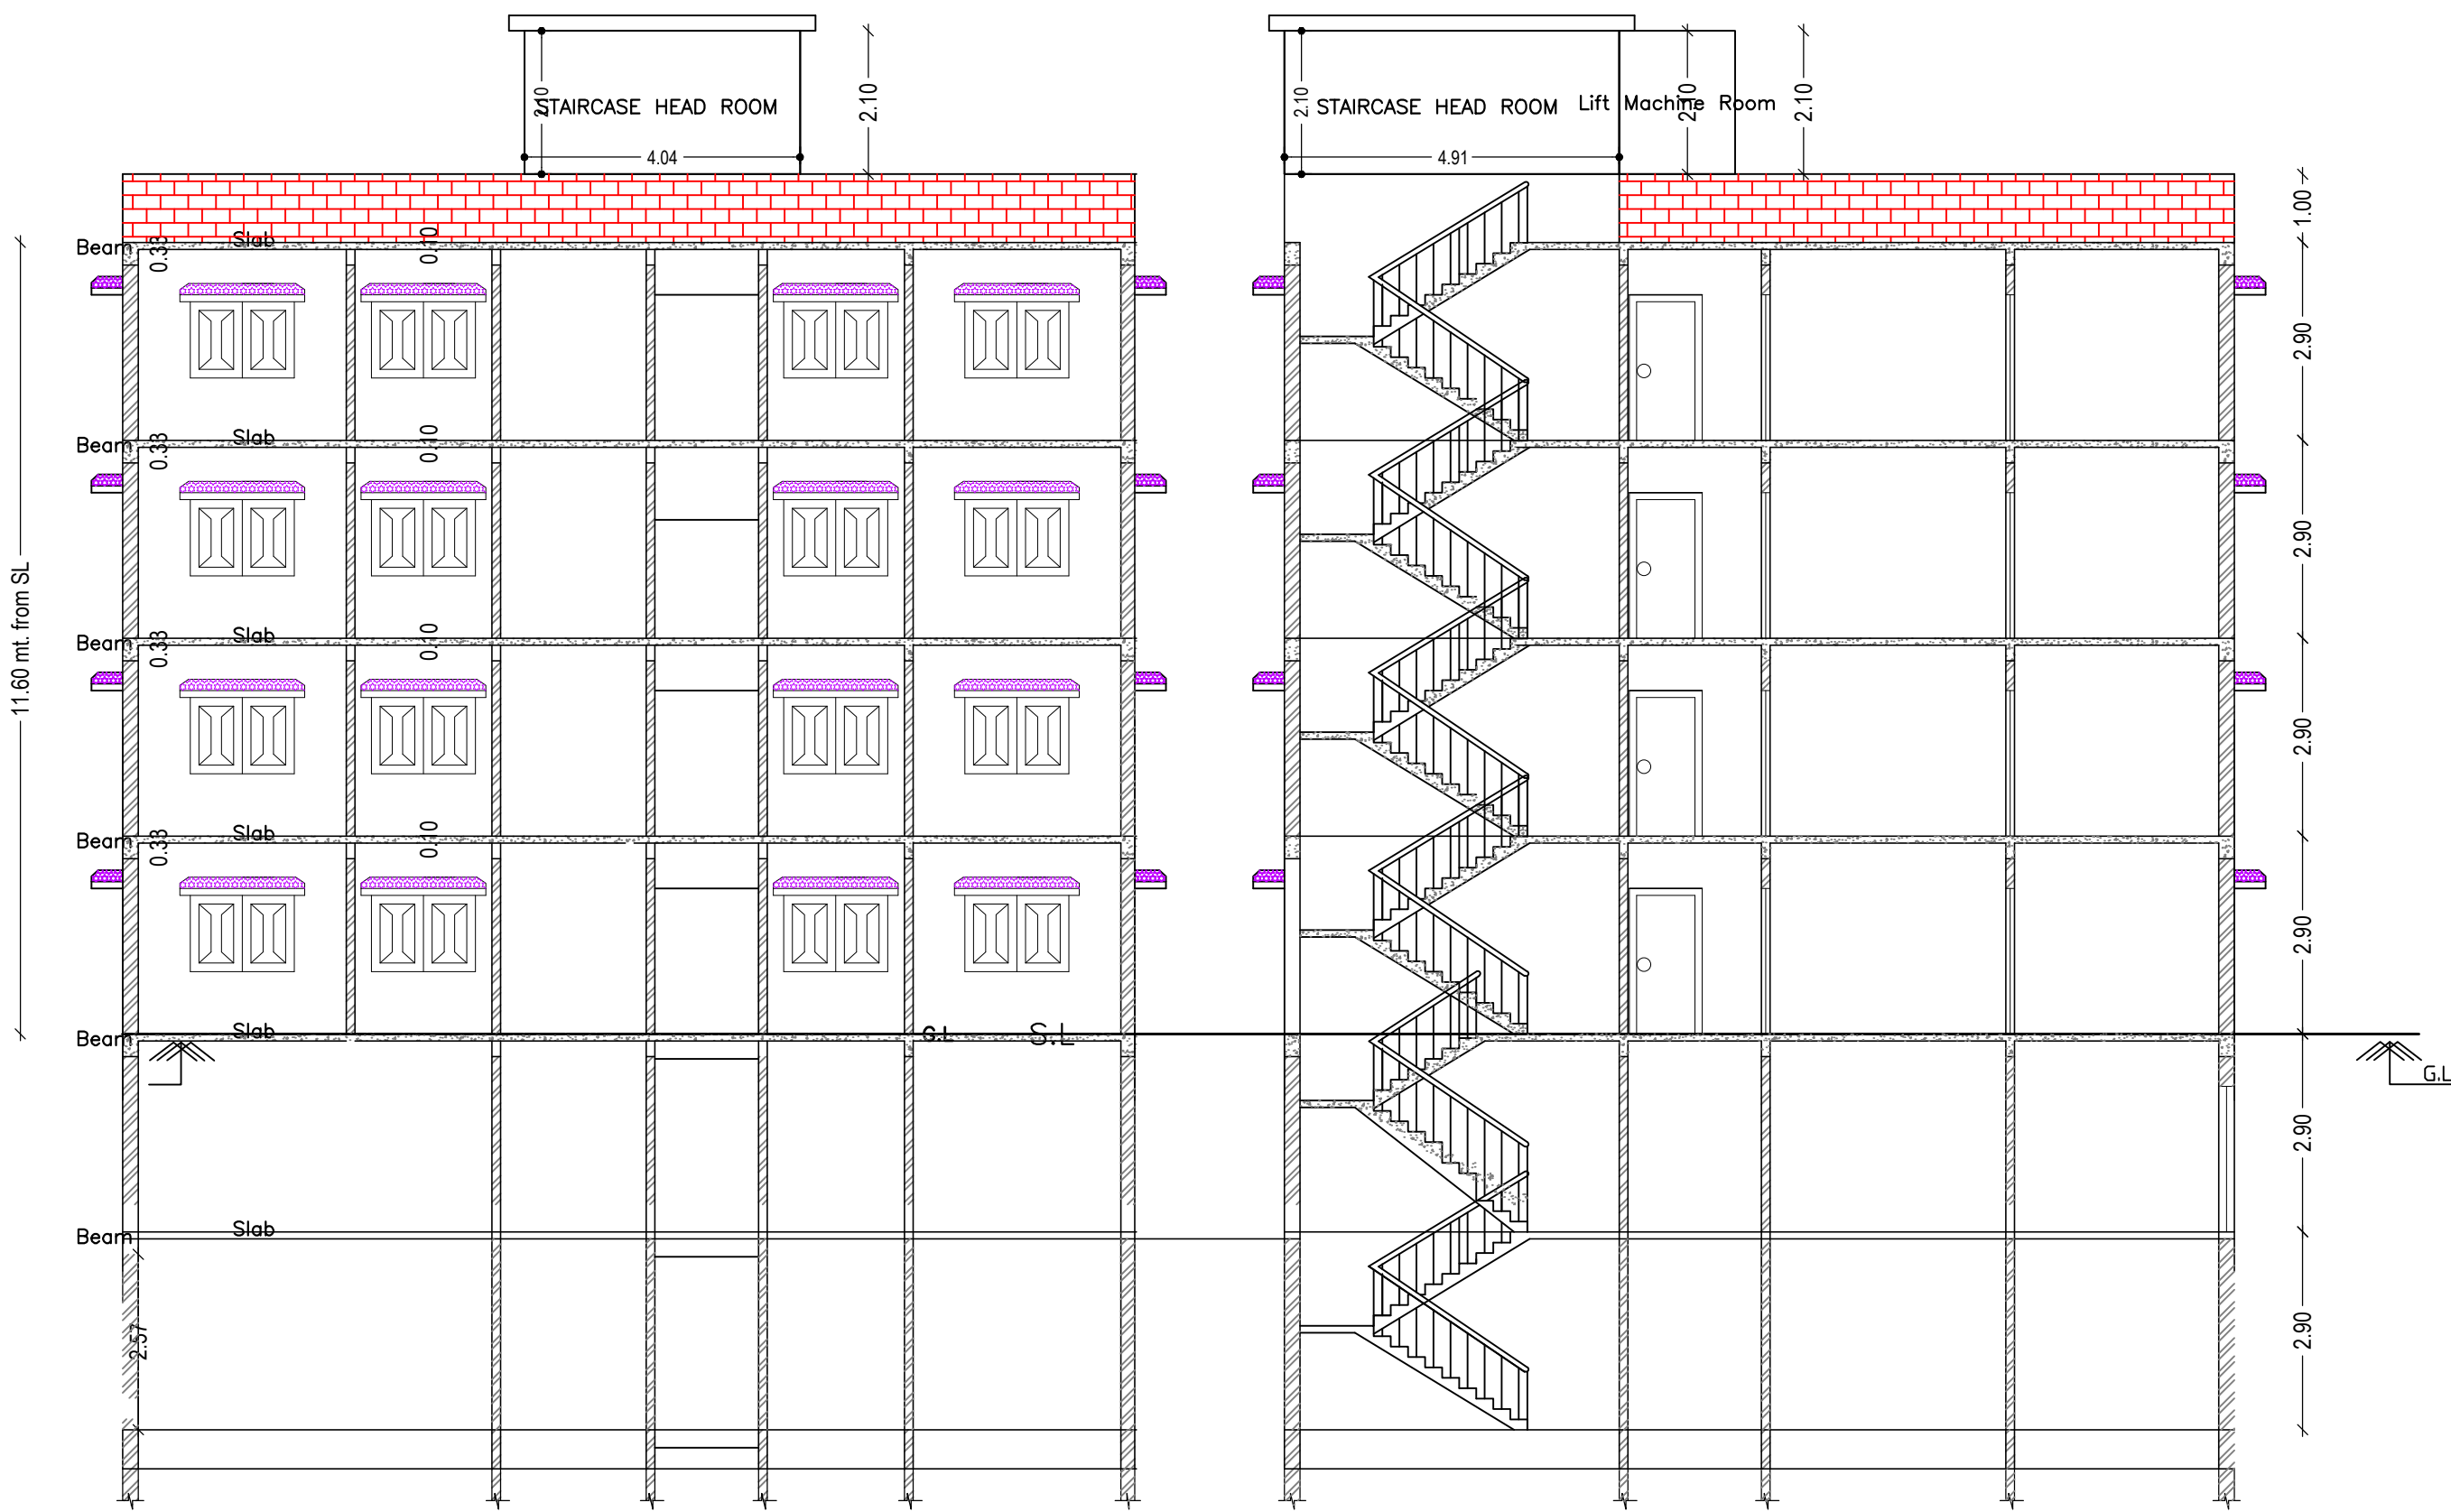 2.10
STAIRCASE HEAD ROOM
2.10
4.04
2.10
STAIRCASE HEAD ROOM
Lift Machine Room
2.10
2.10
4.91
1.00
Beam
0.33
Slab
0.10
2.90
Beam
0.33
Slab
0.10
2.90
11.60 mt. from SL
Beam
0.33
Slab
0.10
2.90
Beam
0.33
Slab
0.10
2.90
Beam
Slab
G.L
S.L
G.L
2.90
Beam
Slab
2.57
2.90